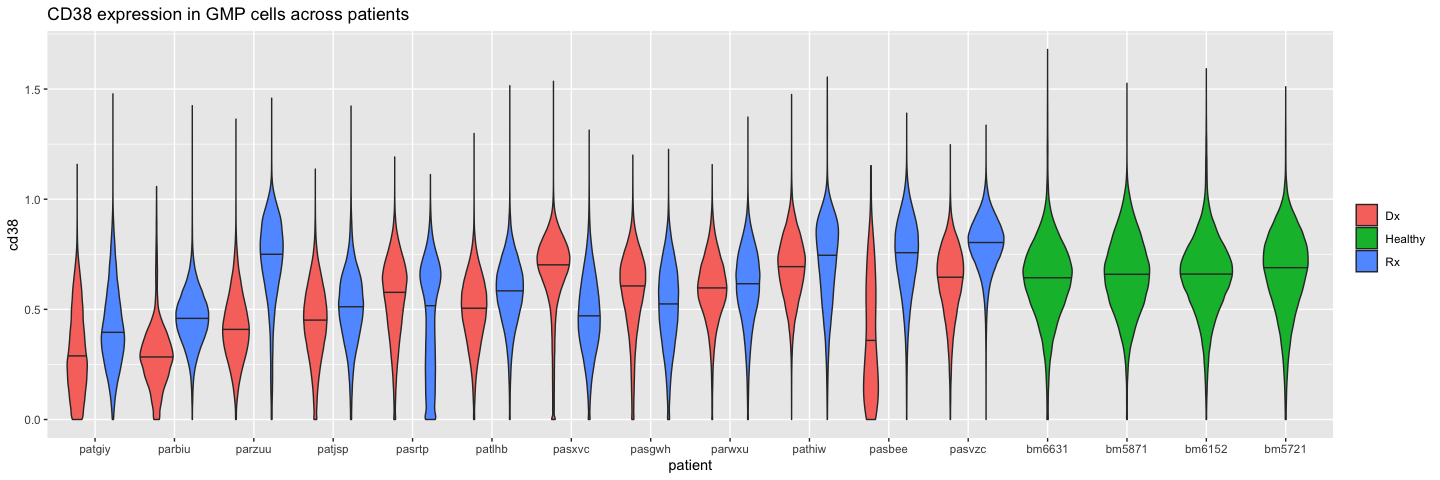 CD38 expression in GMP cells across patients
cd38
1.5
1.0
0.5
0.0
patgiy parbiu parzuu patjsp pasrtp patlhb pasxvc pasgwh parwxu pathiw pasbee pasvzc bm6631 bm5871 bm6152 bm5721
patient
Dx
Healthy
Rx